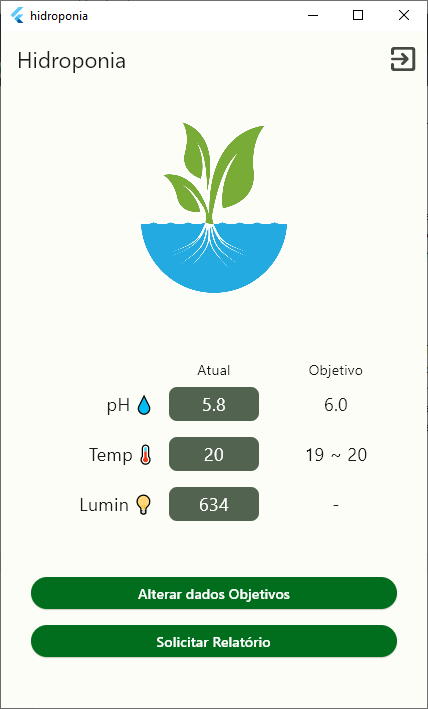 hidroponia
Hidroponia
Atual Objetivo
pH 5.8 6.0
Temp 20 19 ~ 20
Lumin 634 -
Alterar dados Objetivos
Solicitar Relatório